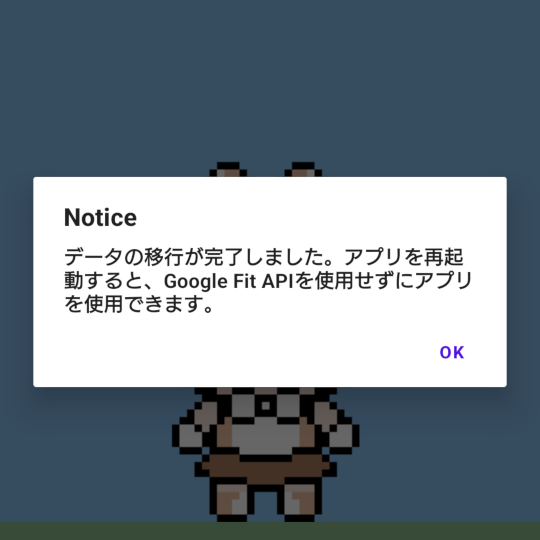 Notice
データの移行が完了しました。アプリを再起
動すると、Google Fit APIを使用せずにアプリ
を使用できます。
OK